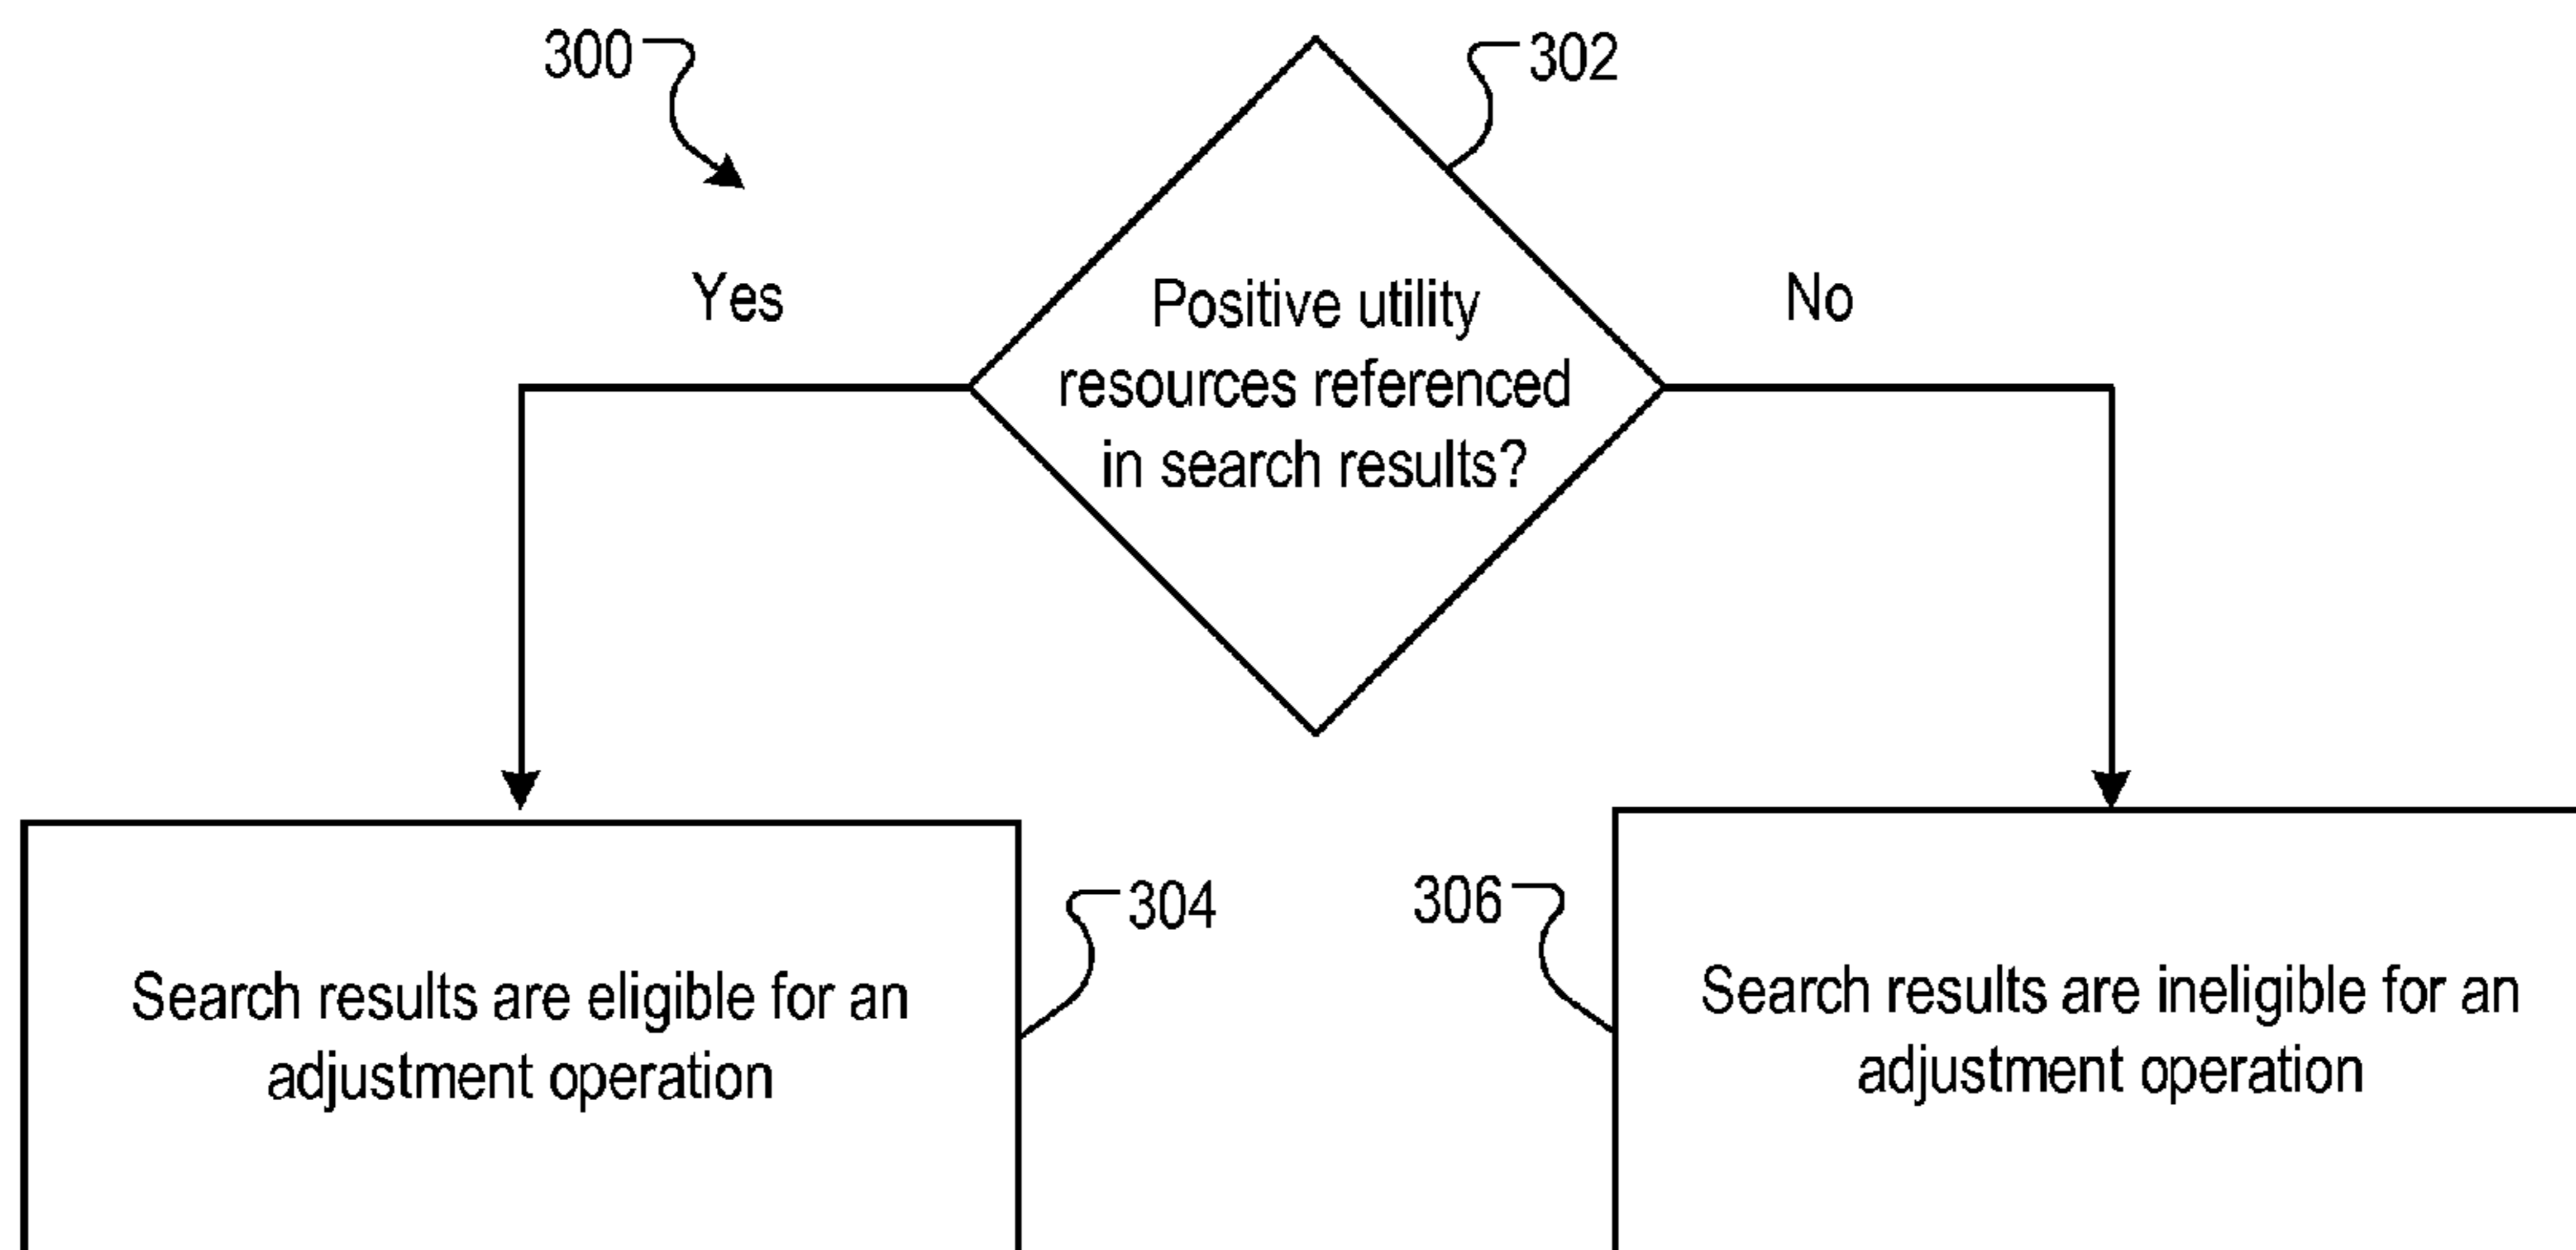 300
302
Yes
No
Positive utility
resources referenced
in search results?
304
306
Search results are eligible for an
adjustment operation
Search results are ineligible for an
adjustment operation